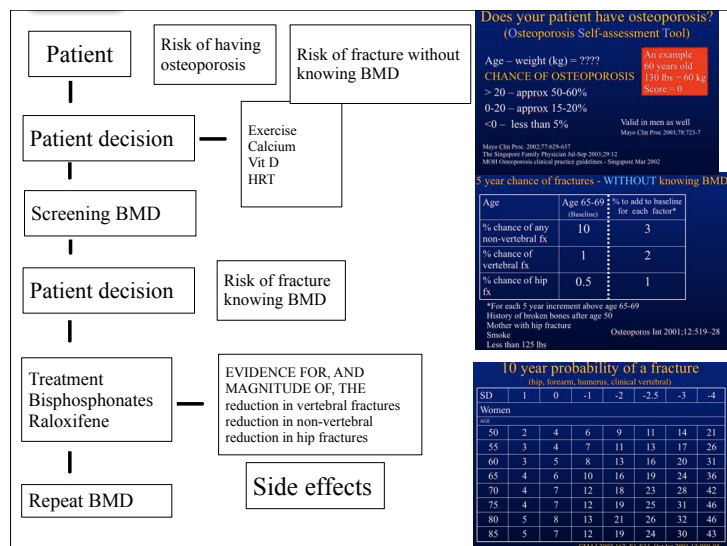 Patient
Risk of having
osteoporosis
Risk of fracture without
knowing BMD
Patient decision
Exercise
Calcium
Vit D
HRT
Screening BMD
Patient decision
Risk of fracture
knowing BMD
Treatment
Bisphosphonates
Raloxifene
EVIDENCE FOR, AND
MAGNITUDE OF, THE
reduction in vertebral fractures
reduction in non-vertebral
reduction in hip fractures
Repeat BMD
Side effects
Does your patient have osteoporosis?
(Osteoporosis Self-assessment Tool)
Age – weight (kg) = ????
CHANCE OF OSTEOPOROSIS
> 20 – approx 50-60%
0-20 – approx 15-20%
<0 – less than 5%
An example
60 years old
130 lbs = 60 kg
Score = 0
Valid in men as well
Mayo Clin Proc 2003;78:723-7
Mayo Clin Proc. 2002;77:629-637
The Singapore Family Physician Jul-Sep 2003;29:12
MOH Osteoporosis clinical practice guidelines - Singapore Mar 2002
5 year chance of fractures - WITHOUT knowing BMD
Age Age 65-69 (Baseline) % to add to baseline for each factor*
% chance of any non-vertebral fx 10 3
% chance of vertebral fx 1 2
% chance of hip fx 0.5 1
*For each 5 year increment above age 65-69
History of broken bones after age 50
Mother with hip fracture
Smoke
Less than 125 lbs
Osteoporos Int 2001;12:519–28
10 year probability of a fracture
(hip, forearm, humerus, clinical vertebral)
SD 1 0 -1 -2 -2.5 -3 -4
Women
AGE
50 2 4 6 9 11 14 21
55 3 4 7 11 13 17 26
60 3 5 8 13 16 20 31
65 4 6 10 16 19 24 36
70 4 7 12 18 23 28 42
75 4 7 12 19 25 31 46
80 5 8 13 21 26 32 46
85 5 7 12 19 24 30 43